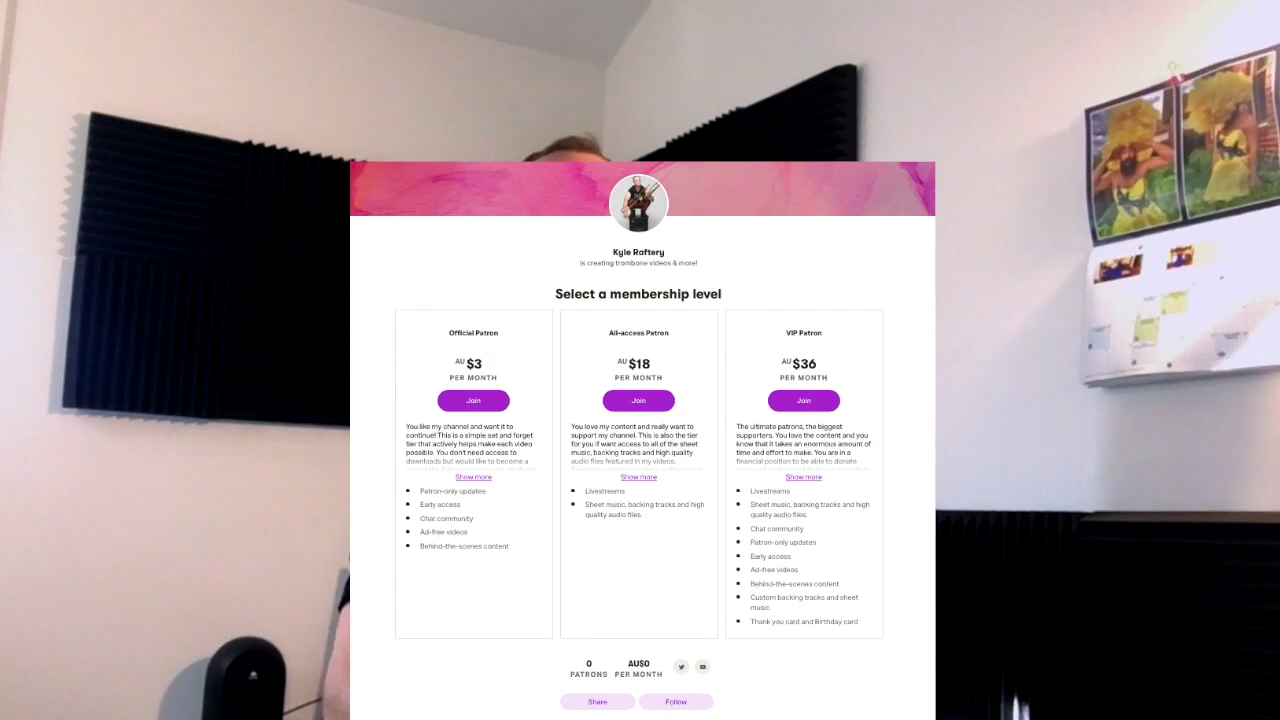 Kyle Raftery
is creating trombone videos & more!
Select a membership level
Official Patron
AU $3
PER MONTH
Join
You like my channel and want it to
continue! This is a simple set and forget
tier that actively helps make each video
possible. You don't need access to
downloads but would like to become a
Show more
Patron-only updates
Early access
Chat community
Ad-free videos
Behind-the-scenes content
All-access Patron
AU $18
PER MONTH
Join
You love my content and really want to
support my channel. This is also the tier
for you if want access to all of the sheet
music, backing tracks and high quality
audio files featured in my videos.
Show more
Livestreams
Sheet music, backing tracks and high
quality audio files.
VIP Patron
AU $36
PER MONTH
Join
The ultimate patrons, the biggest
supporters. You love the content and you
know that it takes an enormous amount of
time and effort to make. You are in a
financial position to be able to donate
Show more
Livestreams
Sheet music, backing tracks and high
quality audio files.
Chat community
Patron-only updates
Early access
Ad-free videos
Behind-the-scenes content
Custom backing tracks and sheet
music
Thank you card and Birthday card
0 AU$0
PATRONS PER MONTH
Share Follow